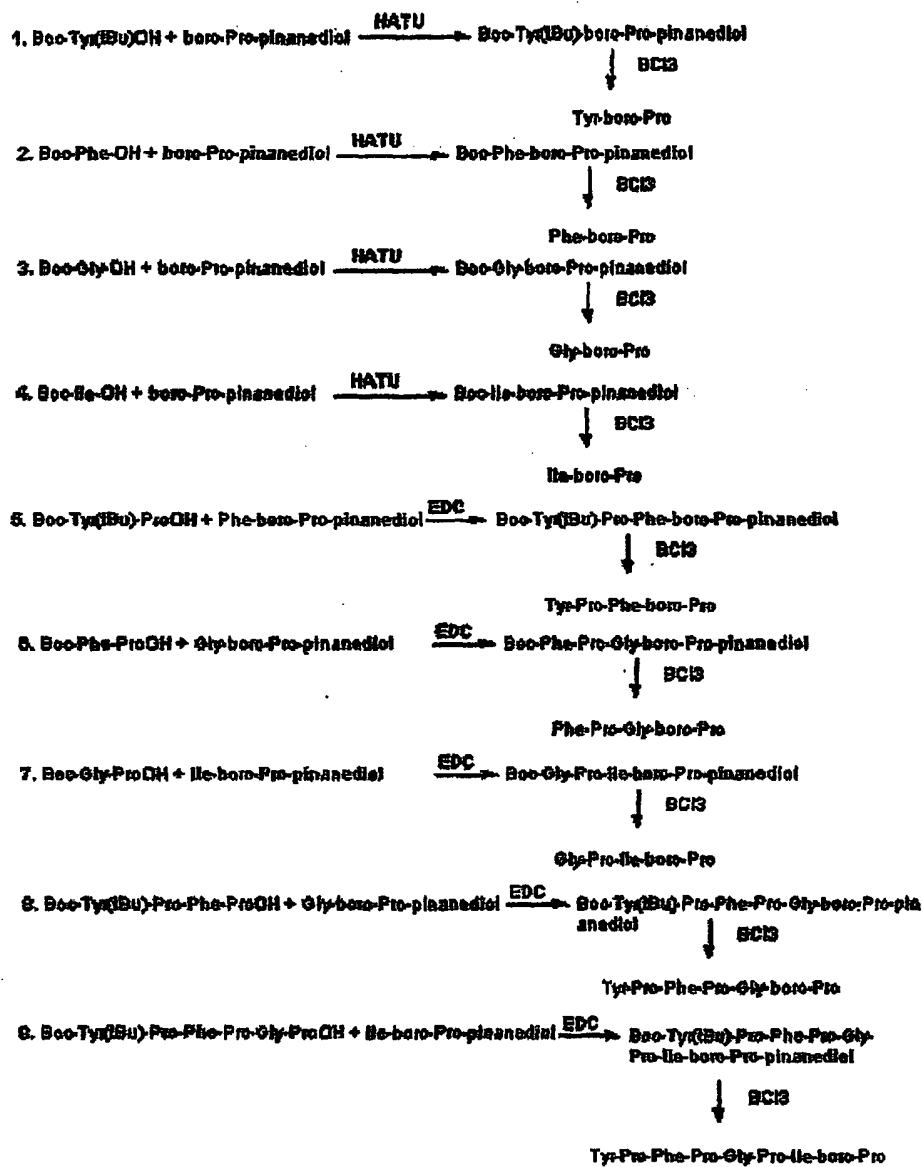 1. Boc-Tyr(tBu)OH + boro-Pro-pinanediol HATU Boc-Tyr(tBu)-boro-Pro-pinanediol
BCl3
Tyr-boro-Pro
2. Boc-Phe-OH + boro-Pro-pinanediol HATU Boc-Phe-boro-Pro-pinanediol
BCl3
Phe-boro-Pro
3. Boc-Gly-OH + boro-Pro-pinanediol HATU Boc-Gly-boro-Pro-pinanediol
BCl3
Gly-boro-Pro
4. Boc-Ile-OH + boro-Pro-pinanediol HATU Boc-Ile-boro-Pro-pinanediol
BCl3
Ile-boro-Pro
5. Boc-Tyr(tBu)-ProOH + Phe-boro-Pro-pinanediol EDC Boc-Tyr(tBu)-Pro-Phe-boro-Pro-pinanediol
BCl3
Tyr-Pro-Phe-boro-Pro
6. Boc-Phe-ProOH + Gly-boro-Pro-pinanediol EDC Boc-Phe-Pro-Gly-boro-Pro-pinanediol
BCl3
Phe-Pro-Gly-boro-Pro
7. Boc-Gly-ProOH + Ile-boro-Pro-pinanediol EDC Boc-Gly-Pro-Ile-boro-Pro-pinanediol
BCl3
Gly-Pro-Ile-boro-Pro
8. Boc-Tyr(tBu)-Pro-Phe-ProOH + Gly-boro-Pro-pinanediol EDC Boc-Tyr(tBu)-Pro-Phe-Pro-Gly-boro-Pro-pin
anediol
BCl3
Tyr-Pro-Phe-Pro-Gly-boro-Pro
9. Boc-Tyr(tBu)-Pro-Phe-Pro-Gly-ProOH + Ile-boro-Pro-pinanediol EDC Boc-Tyr(tBu)-Pro-Phe-Pro-Gly-
Pro-Ile-boro-Pro-pinanediol
BCl3
Tyr-Pro-Phe-Pro-Gly-Pro-Ile-boro-Pro